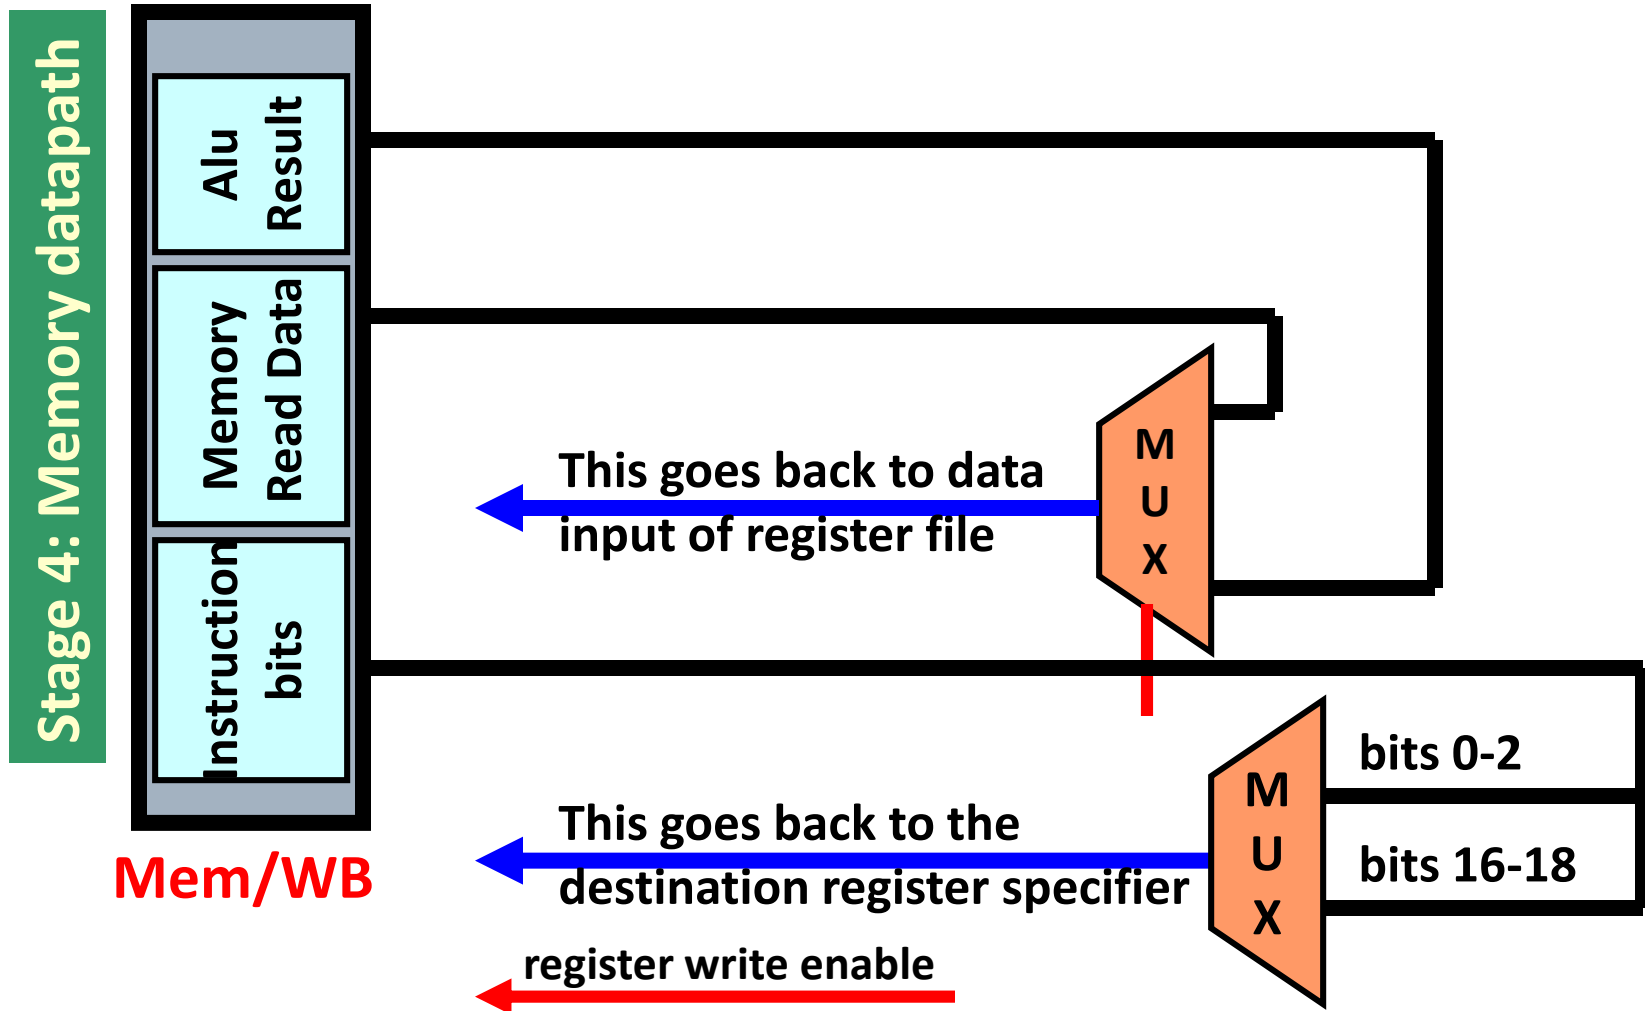 Stage 4: Memory datapath
Alu
Result
Memory
Read Data
Instruction
bits
Mem/WB
This goes back to data
input of register file
M
U
X
bits 0-2
bits 16-18
M
U
X
This goes back to the
destination register specifier
register write enable